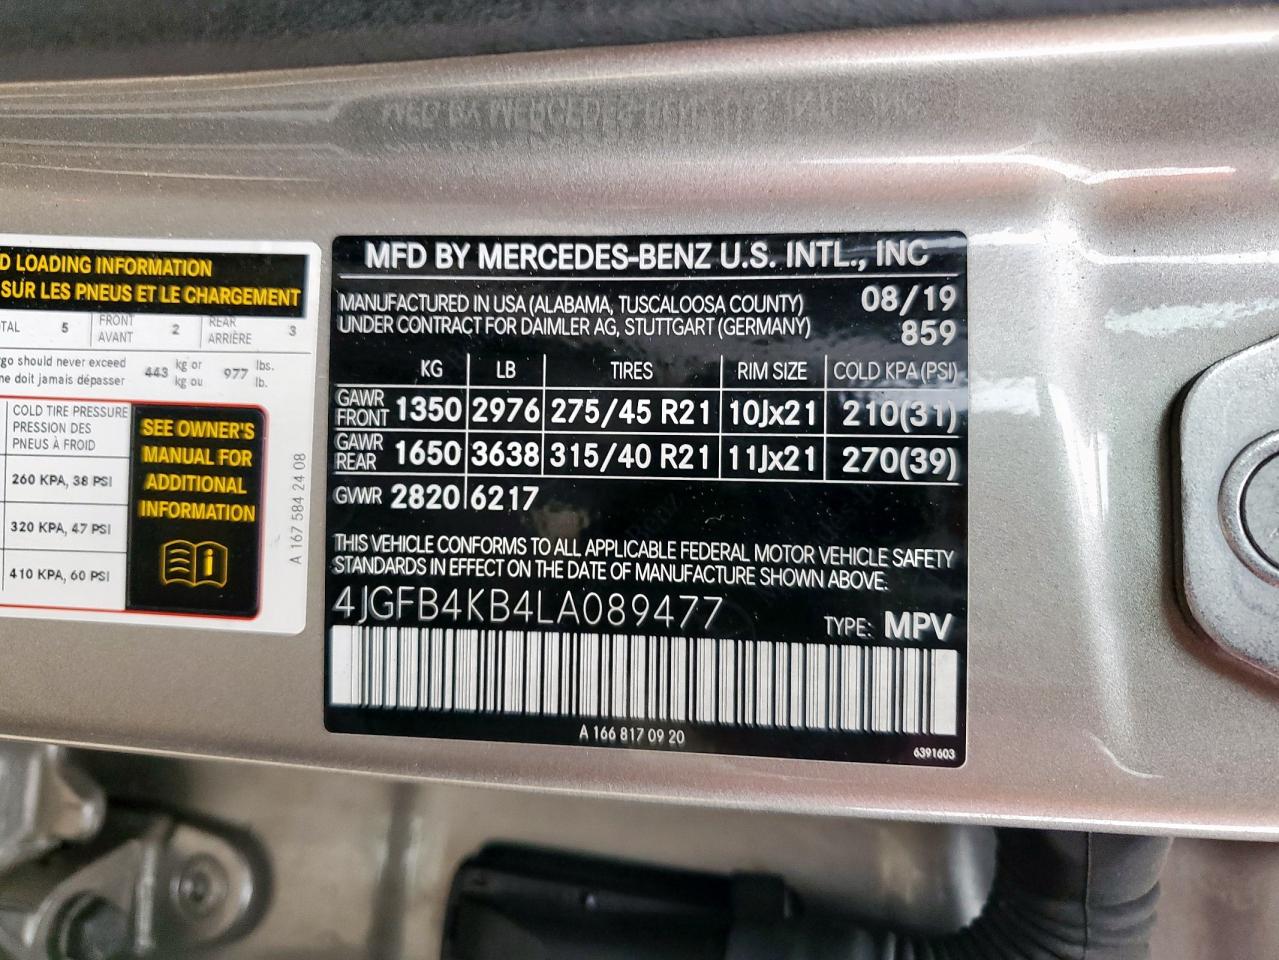 D LOADING INFORMATION
SUR LES PNEUS ET LE CHARGEMENT
TAL 5 FRONT AVANT 2 REAR ARRIÈRE 3
go should never exceed 443 kg or 977 lbs.
ne doit jamais dépasser kg ou lb.
COLD TIRE PRESSURE
PRESSION DES
PNEUS À FROID
260 KPA, 38 PSI
320 KPA, 47 PSI
410 KPA, 60 PSI
SEE OWNER'S
MANUAL FOR
ADDITIONAL
INFORMATION
A 167 584 24 08
MFD BY MERCEDES-BENZ U.S. INTL., INC
MANUFACTURED IN USA (ALABAMA, TUSCALOOSA COUNTY) 08/19
UNDER CONTRACT FOR DAIMLER AG, STUTTGART (GERMANY) 859
KG LB TIRES RIM SIZE COLD KPA (PSI)
GAWR FRONT 1350 2976 275/45 R21 10Jx21 210(31)
GAWR REAR 1650 3638 315/40 R21 11Jx21 270(39)
GVWR 2820 6217
THIS VEHICLE CONFORMS TO ALL APPLICABLE FEDERAL MOTOR VEHICLE SAFETY
STANDARDS IN EFFECT ON THE DATE OF MANUFACTURE SHOWN ABOVE.
4JGFB4KB4LA089477
TYPE: MPV
A 166 817 09 20
6391603